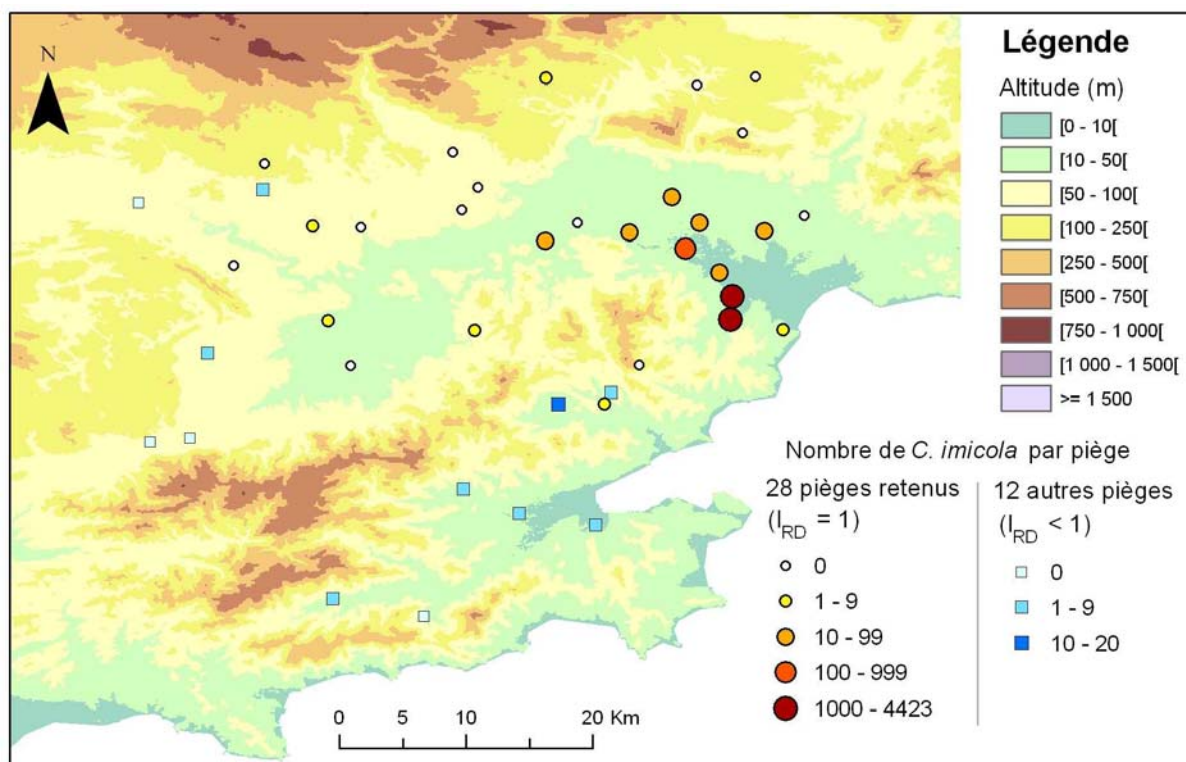 N
Légende
Altitude (m)
[0 - 10[
[10 - 50[
[50 - 100[
[100 - 250[
[250 - 500[
[500 - 750[
[750 - 1 000[
[1 000 - 1 500[
>= 1 500
Nombre de C. imicola par piège
28 pièges retenus
(I_RD = 1)
0
1 - 9
10 - 99
100 - 999
1000 - 4423
12 autres pièges
(I_RD < 1)
0
1 - 9
10 - 20
0 5 10 20 Km